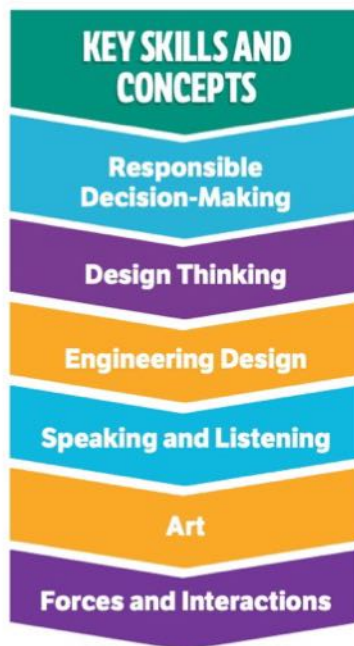 KEY SKILLS AND
CONCEPTS
Responsible
Decision-Making
Design Thinking
Engineering Design
Speaking and Listening
Art
Forces and Interactions